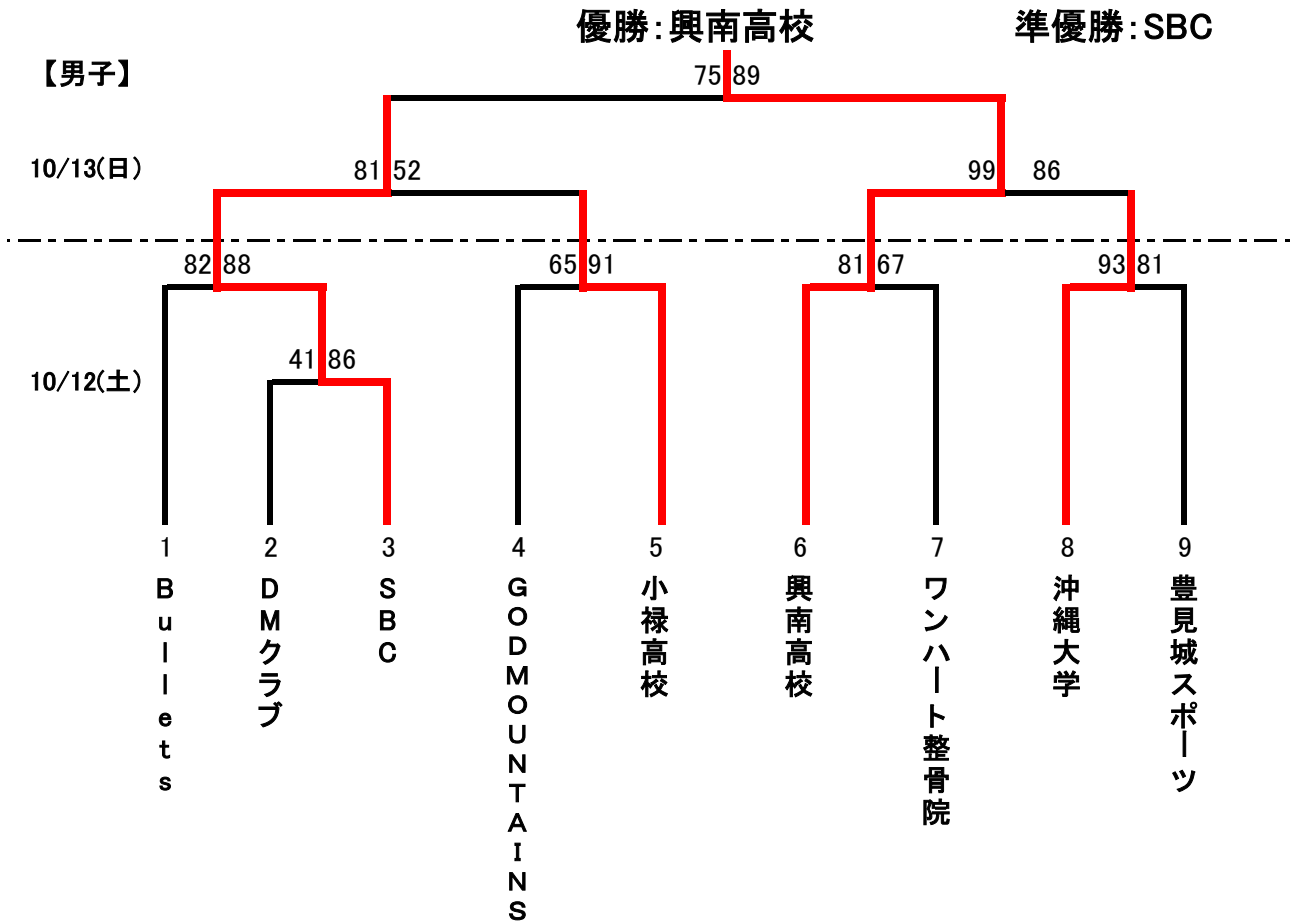 優勝:興南高校
準優勝:SBC
【男子】
75 89
10/13(日)
81 52
99 86
82 88
65 91
81 67
93 81
10/12(土)
41 86
1
2
3
4
5
6
7
8
9
Bullets
DMクラブ
SBC
GODMOUNTAINS
小禄高校
興南高校
ワンハート整骨院
沖縄大学
豊見城スポーツ